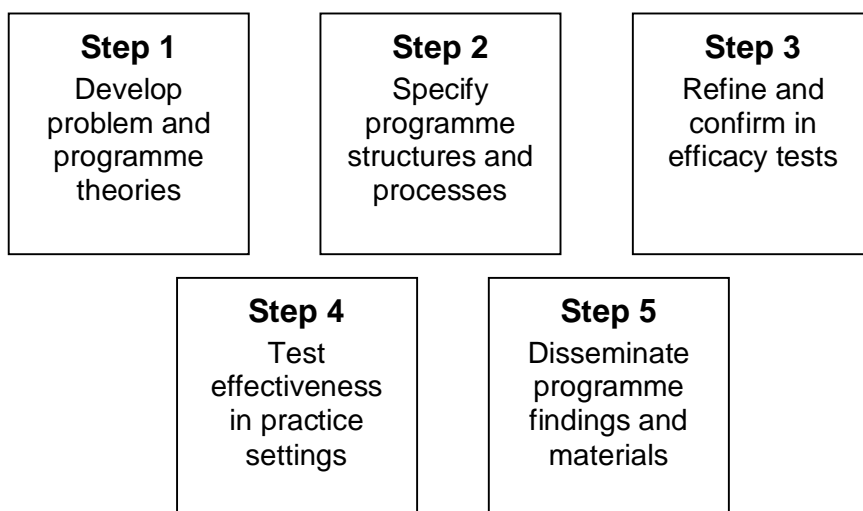 Step 1
Develop
problem and
programme
theories
Step 2
Specify
programme
structures and
processes
Step 3
Refine and
confirm in
efficacy tests
Step 4
Test
effectiveness
in practice
settings
Step 5
Disseminate
programme
findings and
materials